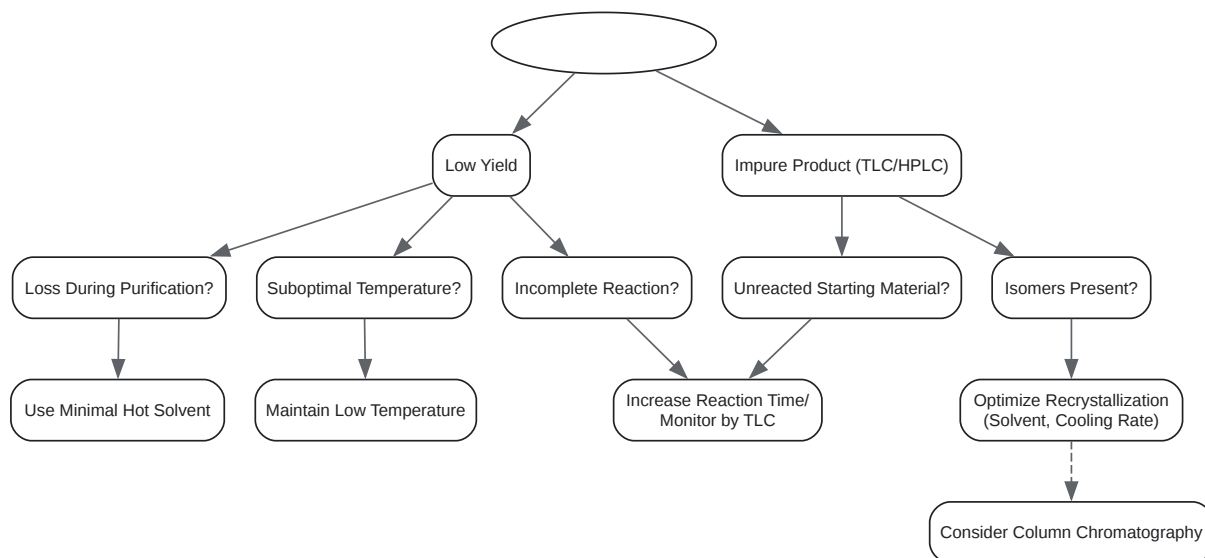 Low Yield
Impure Product (TLC/HPLC)
Loss During Purification?
Suboptimal Temperature?
Incomplete Reaction?
Unreacted Starting Material?
Isomers Present?
Use Minimal Hot Solvent
Maintain Low Temperature
Increase Reaction Time/
Monitor by TLC
Optimize Recrystallization
(Solvent, Cooling Rate)
Consider Column Chromatography